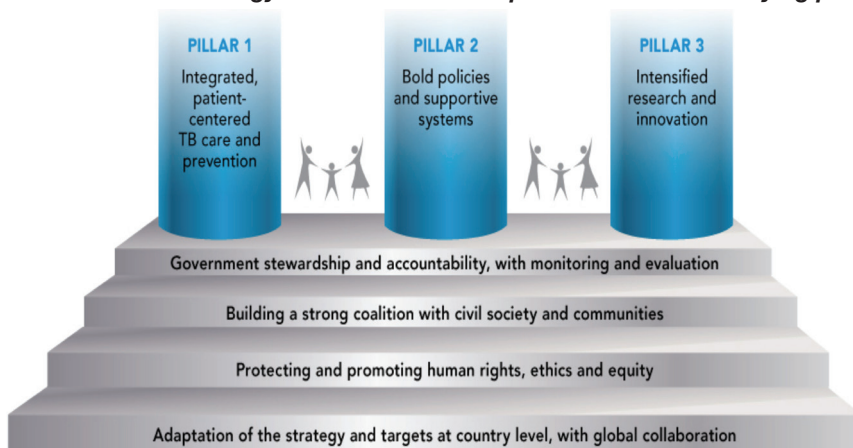 PILLAR 1
Integrated,
patient-
centered
TB care and
prevention
PILLAR 2
Bold policies
and supportive
systems
PILLAR 3
Intensified
research and
innovation
Government stewardship and accountability, with monitoring and evaluation
Building a strong coalition with civil society and communities
Protecting and promoting human rights, ethics and equity
Adaptation of the strategy and targets at country level, with global collaboration